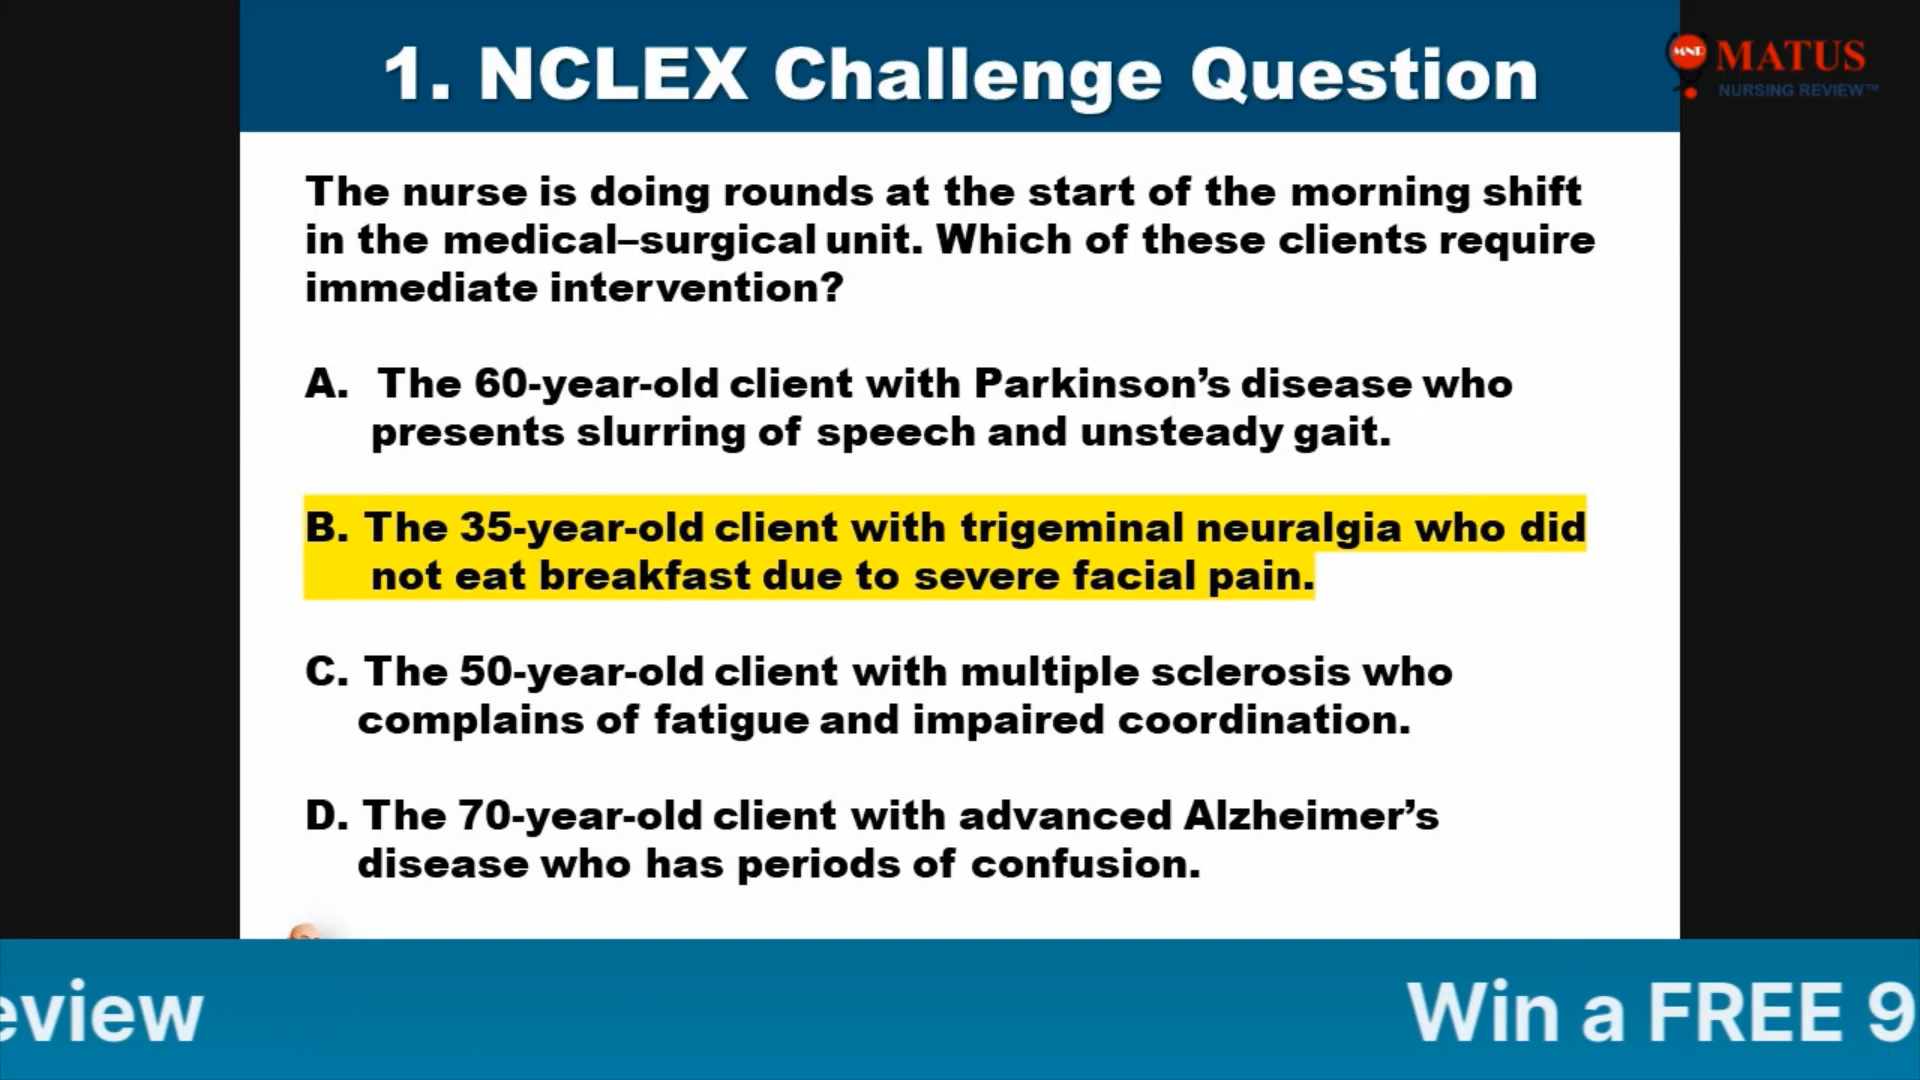 1. NCLEX Challenge Question
MNR MATUS
NURSING REVIEW™
The nurse is doing rounds at the start of the morning shift
in the medical–surgical unit. Which of these clients require
immediate intervention?
A. The 60-year-old client with Parkinson’s disease who
presents slurring of speech and unsteady gait.
B. The 35-year-old client with trigeminal neuralgia who did
not eat breakfast due to severe facial pain.
C. The 50-year-old client with multiple sclerosis who
complains of fatigue and impaired coordination.
D. The 70-year-old client with advanced Alzheimer’s
disease who has periods of confusion.
eview Win a FREE 9